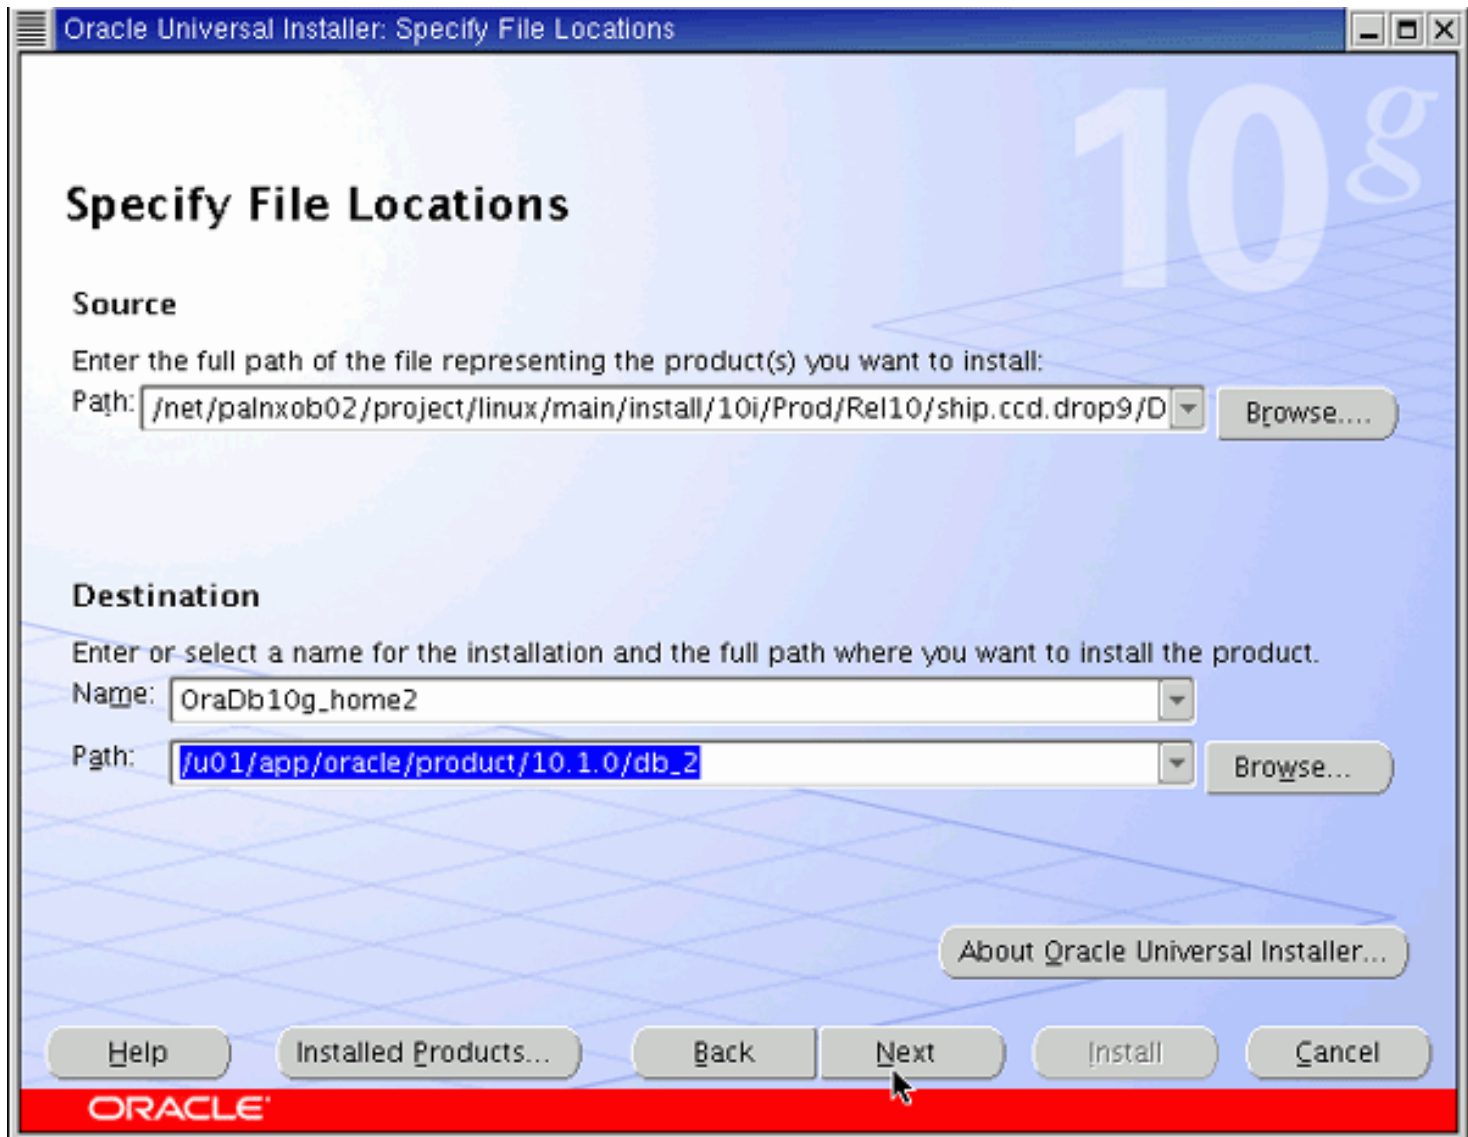 Oracle Universal Installer: Specify File Locations
10g
Specify File Locations
Source
Enter the full path of the file representing the product(s) you want to install:
Path: /net/palnxob02/project/linux/main/install/10i/Prod/Rel10/ship.ccd.drop9/D Browse....
Destination
Enter or select a name for the installation and the full path where you want to install the product.
Name: OraDb10g_home2
Path: /u01/app/oracle/product/10.1.0/db_2 Browse...
About Oracle Universal Installer...
Help Installed Products... Back Next Install Cancel
ORACLE